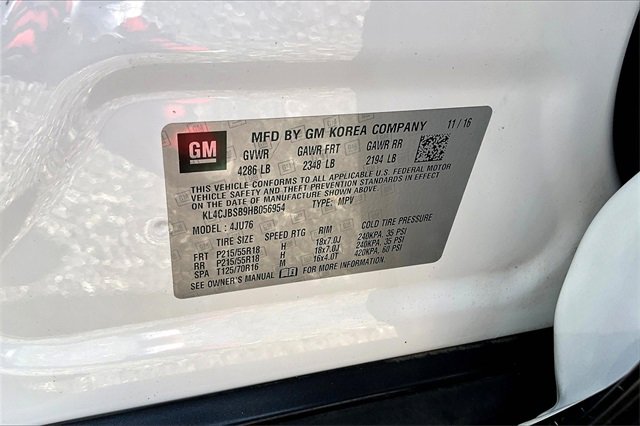 GM
MFD BY GM KOREA COMPANY 11 / 16
GVWR GAWR FRT GAWR RR
4286 LB 2348 LB 2194 LB
THIS VEHICLE CONFORMS TO ALL APPLICABLE U.S. FEDERAL MOTOR
VEHICLE SAFETY AND THEFT PREVENTION STANDARDS IN EFFECT
ON THE DATE OF MANUFACTURE SHOWN ABOVE.
KL4CJBSB9HB056954 TYPE: MPV
MODEL: 4JU76
TIRE SIZE SPEED RTG RIM COLD TIRE PRESSURE
FRT P215/55R18 H 18x7.0J 240KPA, 35 PSI
RR P215/55R18 H 18x7.0J 240KPA, 35 PSI
SPA T125/70R16 M 16x4.0T 420KPA, 60 PSI
SEE OWNER'S MANUAL FOR MORE INFORMATION.